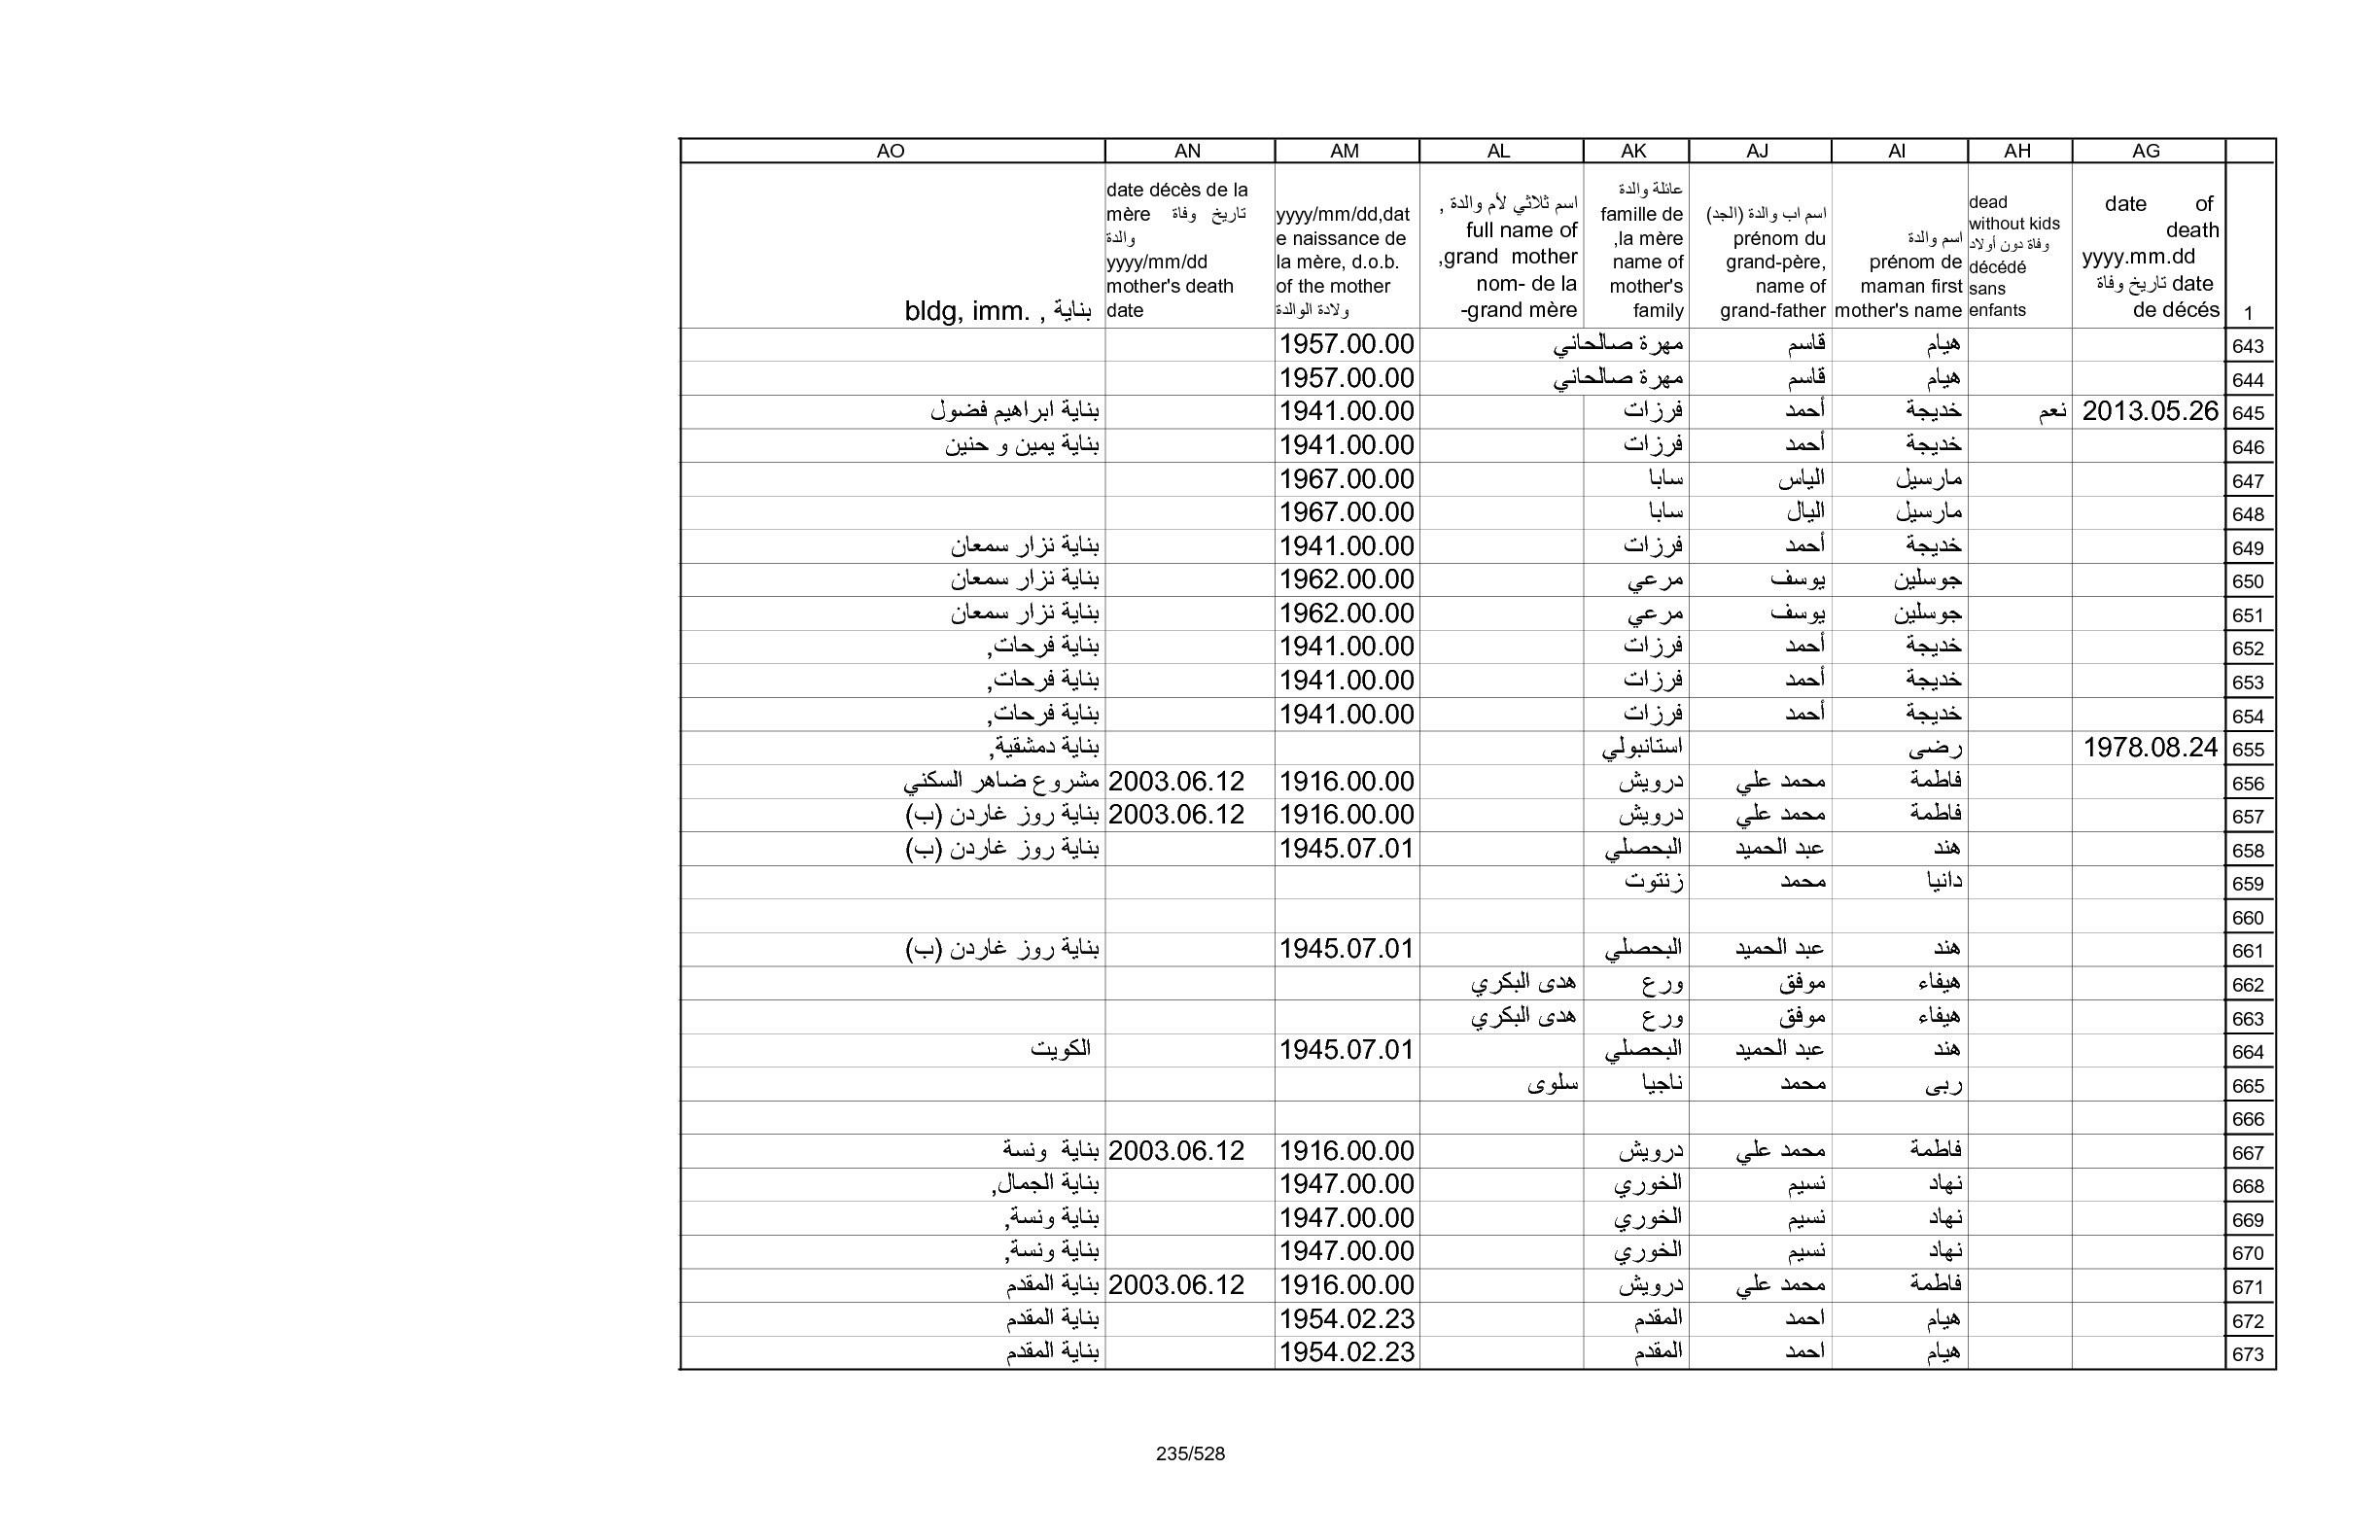 AG AH AI AJ AK AL AM AN AO
1
date of death yyyy.mm.dd تاريخ وفاة date de décés
dead without kids وفاة دون أولاد décédé sans enfants
اسم والدة prénom de maman first mother's name
اسم اب والدة (الجد) prénom du grand-père, name of grand-father
عائلة والدة famille de la mère, name of mother's family
اسم ثلاثي لأم والدة , full name of grand mother, nom- de la grand mère-
yyyy/mm/dd,date naissance de la mère, d.o.b. of the mother ولادة الوالدة
date décès de la mère تاريخ وفاة والدة yyyy/mm/dd mother's death date
بناية , bldg, imm.
643 هيام قاسم مهرة صالحاني 1957.00.00
644 هيام قاسم مهرة صالحاني 1957.00.00
645 2013.05.26 نعم خديجة أحمد فرزات 1941.00.00 بناية ابراهيم فضول
646 خديجة أحمد فرزات 1941.00.00 بناية يمين و حنين
647 مارسيل الياس سابا 1967.00.00
648 مارسيل اليال سابا 1967.00.00
649 خديجة أحمد فرزات 1941.00.00 بناية نزار سمعان
650 جوسلين يوسف مرعي 1962.00.00 بناية نزار سمعان
651 جوسلين يوسف مرعي 1962.00.00 بناية نزار سمعان
652 خديجة أحمد فرزات 1941.00.00 بناية فرحات,
653 خديجة أحمد فرزات 1941.00.00 بناية فرحات,
654 خديجة أحمد فرزات 1941.00.00 بناية فرحات,
655 1978.08.24 رضى استانبولي بناية دمشقية,
656 فاطمة محمد علي درويش 1916.00.00 2003.06.12 مشروع ضاهر السكني
657 فاطمة محمد علي درويش 1916.00.00 2003.06.12 بناية روز غاردن (ب)
658 هند عبد الحميد البحصلي 1945.07.01 بناية روز غاردن (ب)
659 دانيا محمد زنتوت
660
661 هند عبد الحميد البحصلي 1945.07.01 بناية روز غاردن (ب)
662 هيفاء موفق ورع هدى البكري
663 هيفاء موفق ورع هدى البكري
664 هند عبد الحميد البحصلي 1945.07.01 الكويت
665 ربى محمد ناجيا سلوى
666
667 فاطمة محمد علي درويش 1916.00.00 2003.06.12 بناية ونسة
668 نهاد نسيم الخوري 1947.00.00 بناية الجمال,
669 نهاد نسيم الخوري 1947.00.00 بناية ونسة,
670 نهاد نسيم الخوري 1947.00.00 بناية ونسة,
671 فاطمة محمد علي درويش 1916.00.00 2003.06.12 بناية المقدم
672 هيام احمد المقدم 1954.02.23 بناية المقدم
673 هيام احمد المقدم 1954.02.23 بناية المقدم
235/528